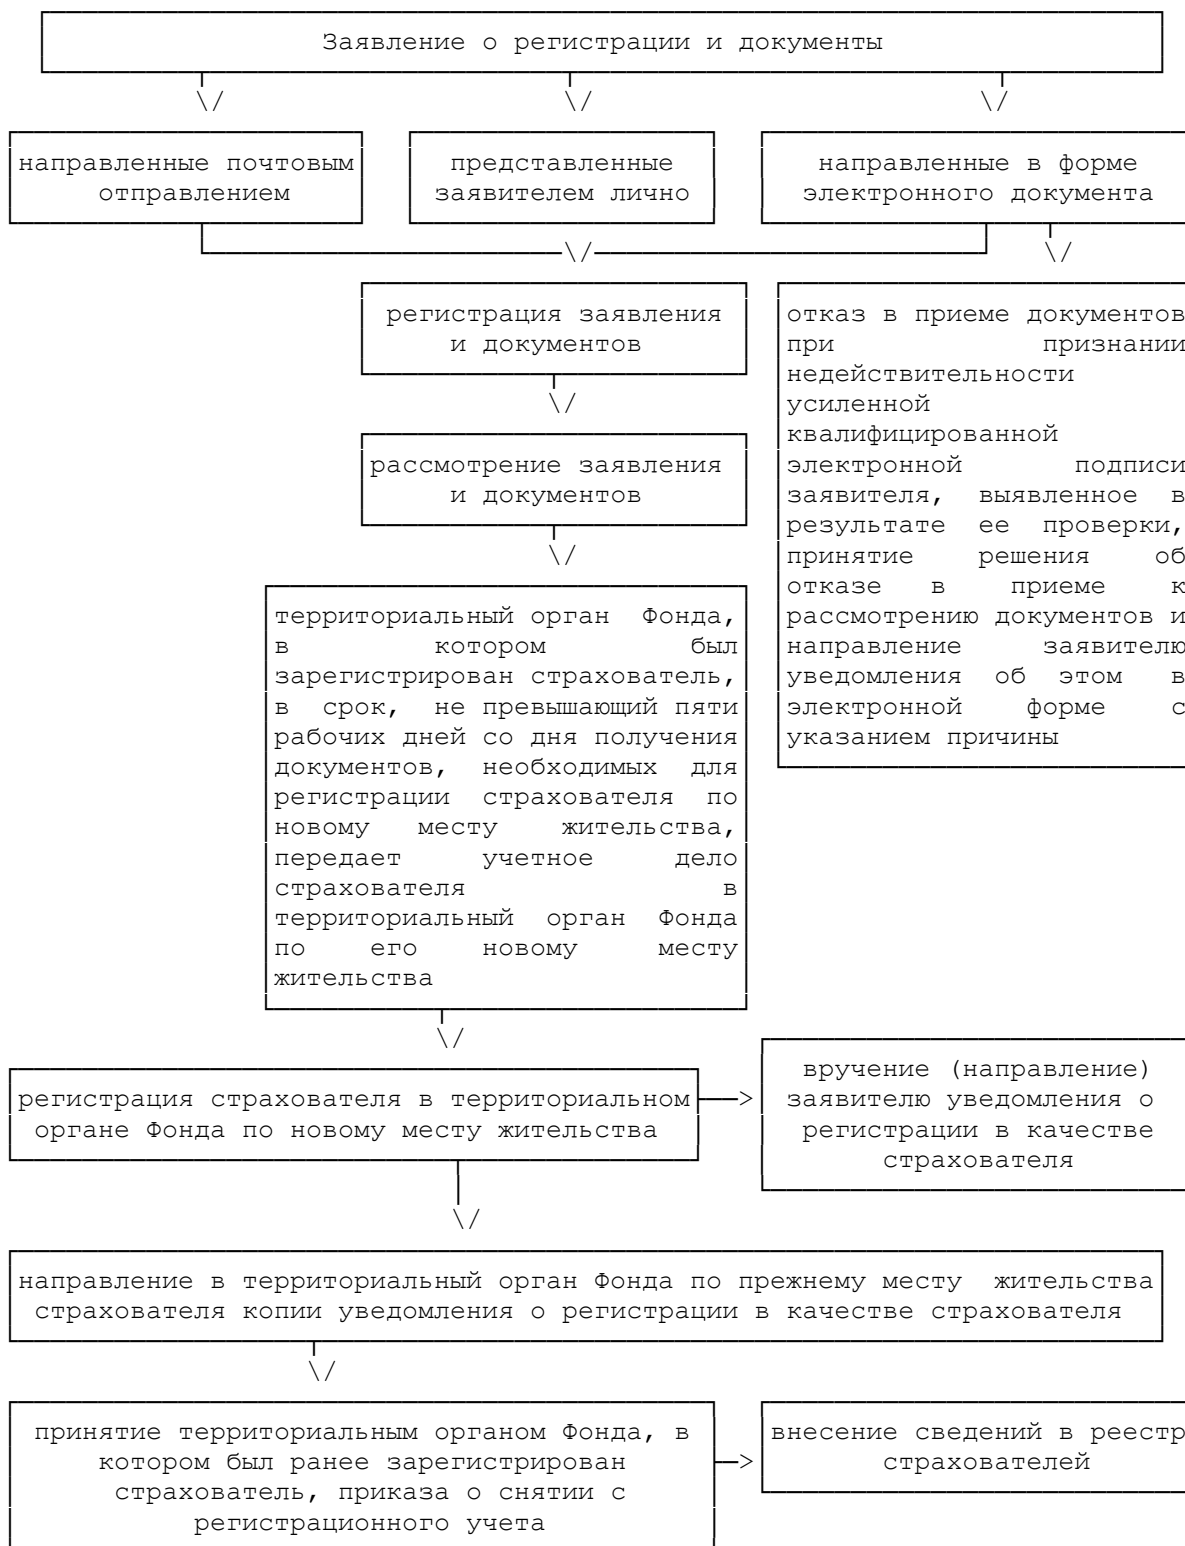 Заявление о регистрации и документы
направленные почтовым
отправлением
представленные
заявителем лично
направленные в форме
электронного документа
регистрация заявления
и документов
рассмотрение заявления
и документов
отказ в приеме документов
при признании
недействительности
усиленной
квалифицированной
электронной подписи
заявителя, выявленное в
результате ее проверки,
принятие решения об
отказе в приеме к
рассмотрению документов и
направление заявителю
уведомления об этом в
электронной форме с
указанием причины
территориальный орган Фонда,
в котором был
зарегистрирован страхователь,
в срок, не превышающий пяти
рабочих дней со дня получения
документов, необходимых для
регистрации страхователя по
новому месту жительства,
передает учетное дело
страхователя в
территориальный орган Фонда
по его новому месту
жительства
регистрация страхователя в территориальном
органе Фонда по новому месту жительства
вручение (направление)
заявителю уведомления о
регистрации в качестве
страхователя
направление в территориальный орган Фонда по прежнему месту жительства
страхователя копии уведомления о регистрации в качестве страхователя
принятие территориальным органом Фонда, в
котором был ранее зарегистрирован
страхователь, приказа о снятии с
регистрационного учета
внесение сведений в реестр
страхователей